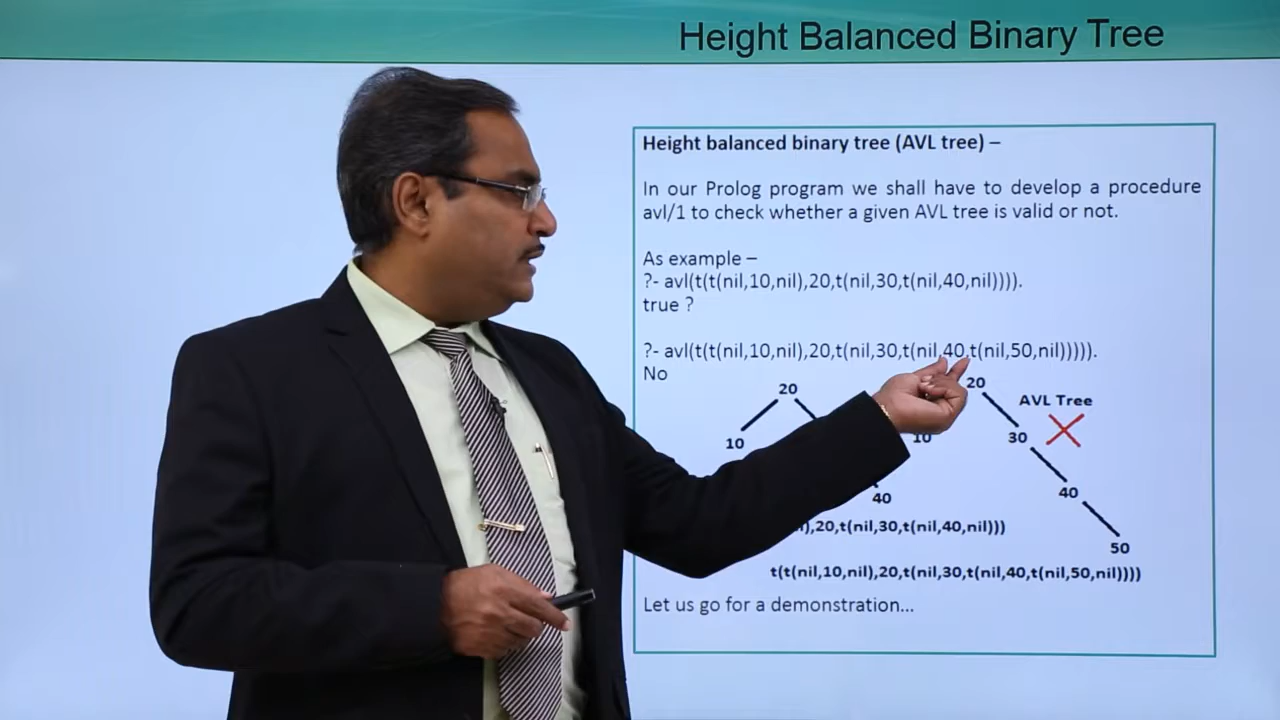 Height Balanced Binary Tree
Height balanced binary tree (AVL tree) –
In our Prolog program we shall have to develop a procedure
avl/1 to check whether a given AVL tree is valid or not.
As example –
?- avl(t(t(nil,10,nil),20,t(nil,30,t(nil,40,nil)))).
true ?
?- avl(t(t(nil,10,nil),20,t(nil,30,t(nil,40,t(nil,50,nil))))).
No
20
20
AVL Tree
10
10
30
40
40
50
),20,t(nil,30,t(nil,40,nil)))
t(t(nil,10,nil),20,t(nil,30,t(nil,40,t(nil,50,nil))))
Let us go for a demonstration...